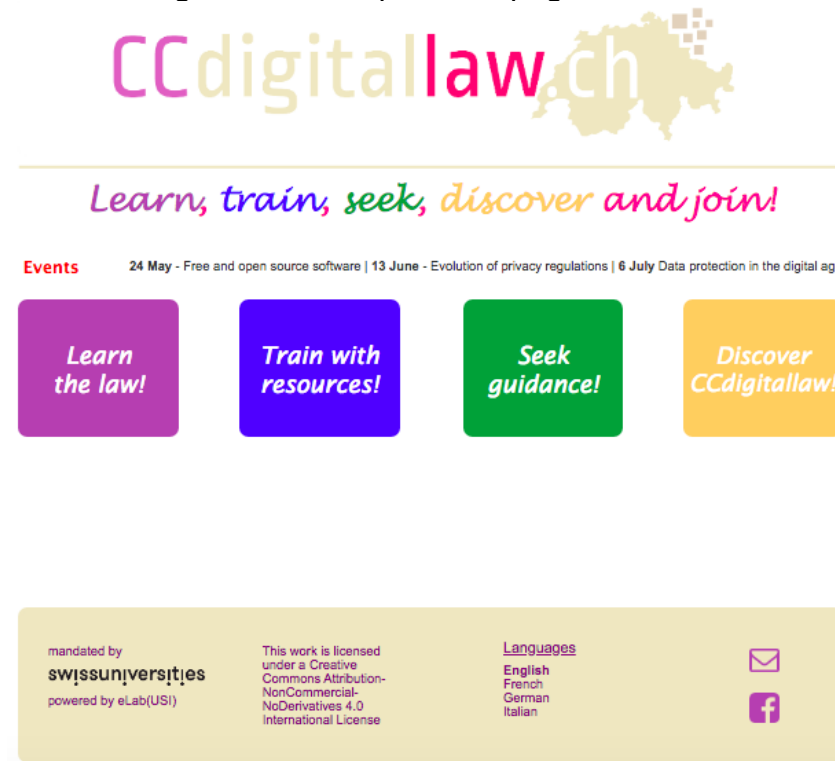 CCdigitallaw.ch
Learn, train, seek, discover and join!
Events
24 May - Free and open source software | 13 June - Evolution of privacy regulations | 6 July Data protection in the digital ag
Learn
the law!
Train with
resources!
Seek
guidance!
Discover
CCdigitallaw!
mandated by
swissuniversities
powered by eLab(USI)
This work is licensed
under a Creative
Commons Attribution-
NonCommercial-
NoDerivatives 4.0
International License
Languages
English
French
German
Italian